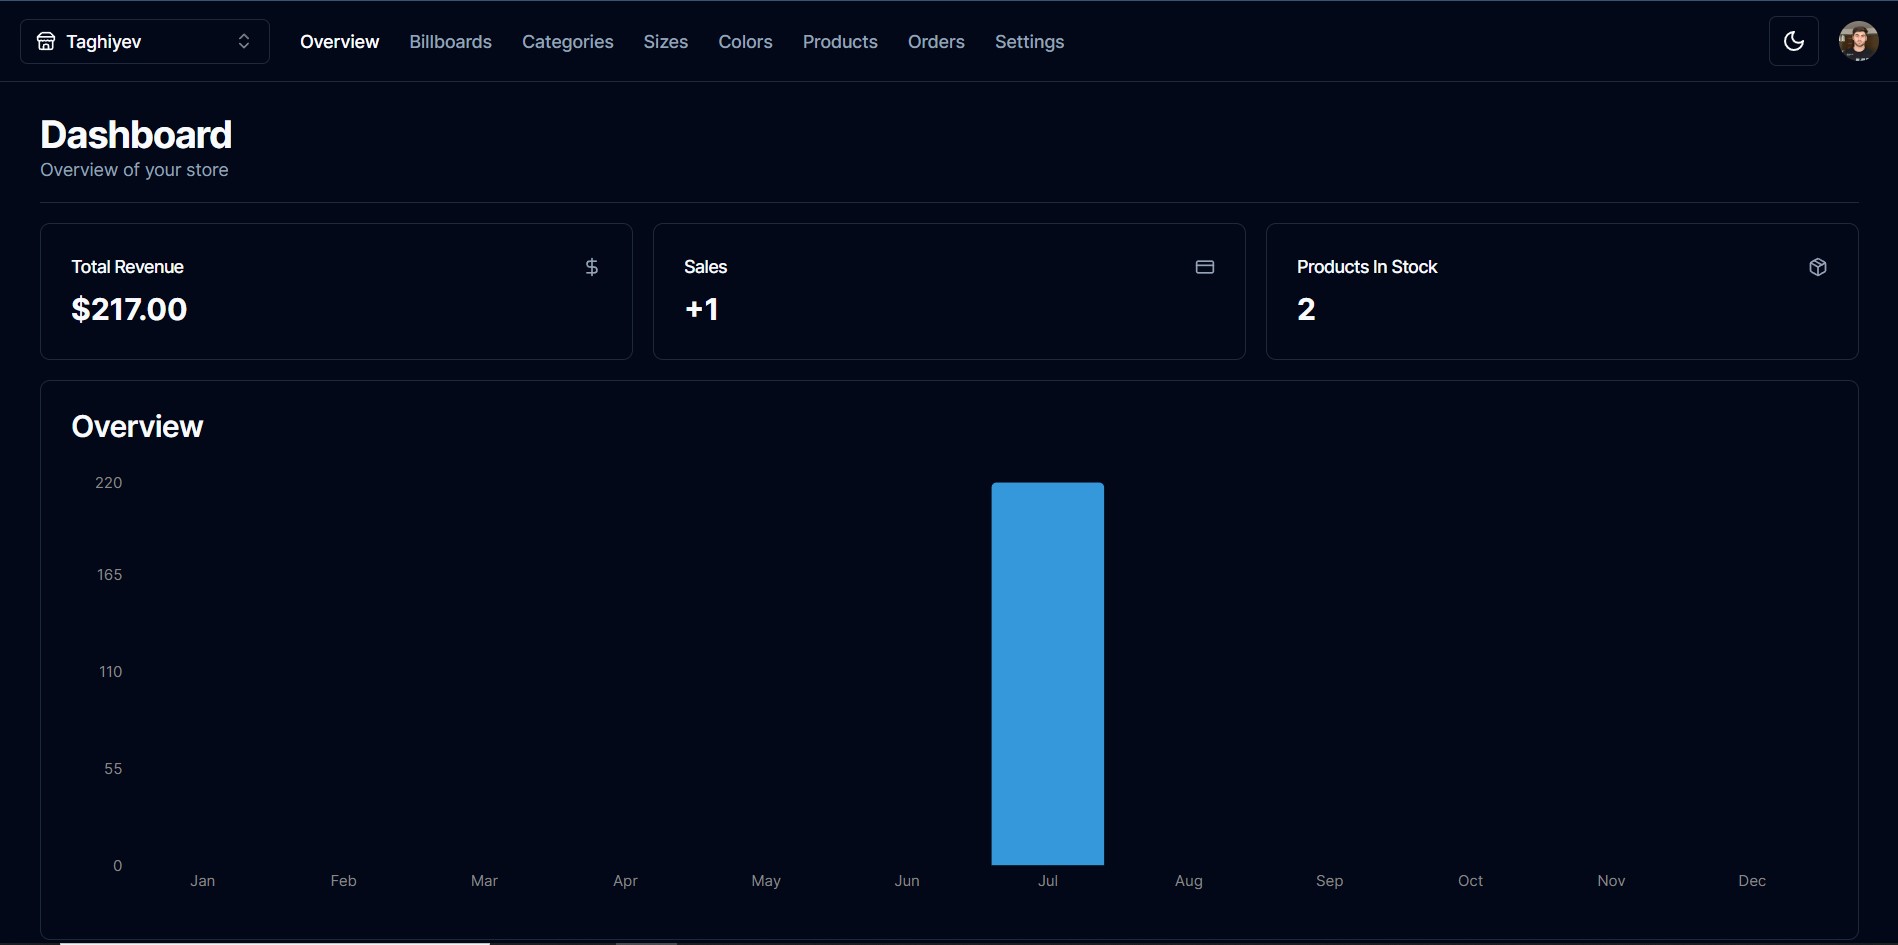 Taghiyev
Overview Billboards Categories Sizes Colors Products Orders Settings
Dashboard
Overview of your store
Total Revenue
$217.00
Sales
+1
Products In Stock
2
Overview
220
165
110
55
0
Jan Feb Mar Apr May Jun Jul Aug Sep Oct Nov Dec